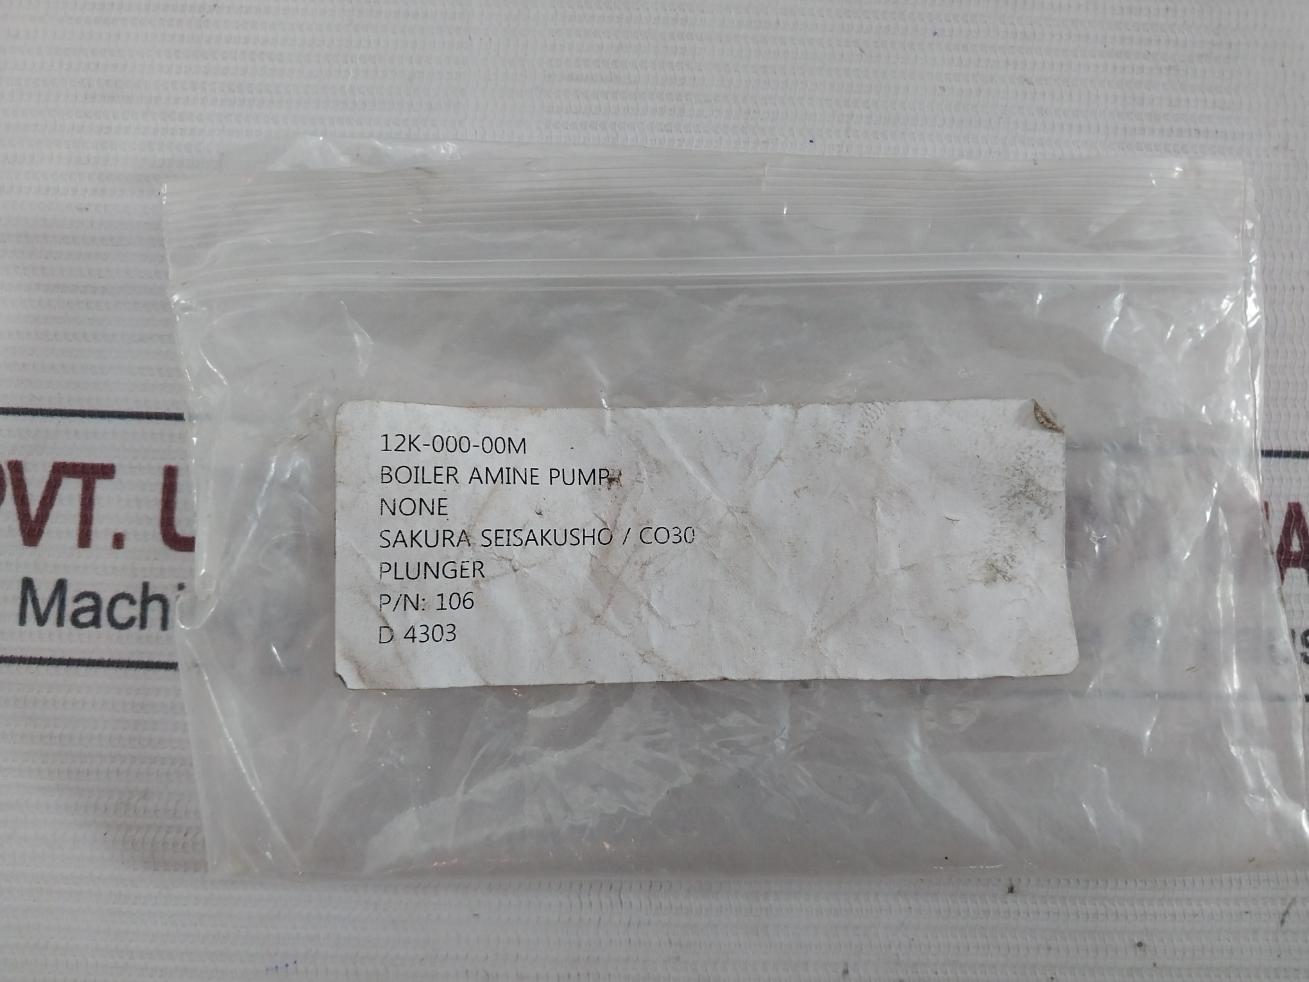 12K-000-00M
BOILER AMINE PUMP
NONE
SAKURA SEISAKUSHO / CO30
PLUNGER
P/N: 106
D 4303
PVT. U
Machi